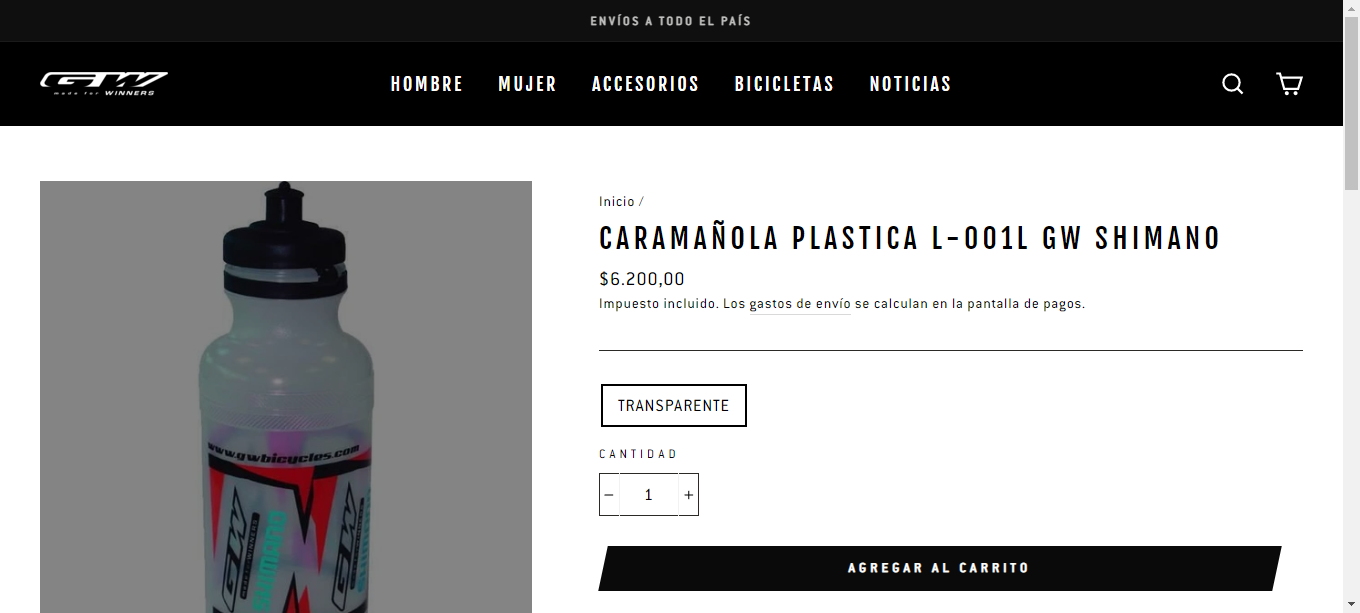 ENVÍOS A TODO EL PAÍS
GW
made for WINNERS
HOMBRE MUJER ACCESORIOS BICICLETAS NOTICIAS
Inicio /
CARAMAÑOLA PLASTICA L-001L GW SHIMANO
$6.200,00
Impuesto incluido. Los gastos de envío se calculan en la pantalla de pagos.
TRANSPARENTE
CANTIDAD
− 1 +
AGREGAR AL CARRITO
www.gwbicycles.com
GW
SHIMANO
GW
SHIMANO